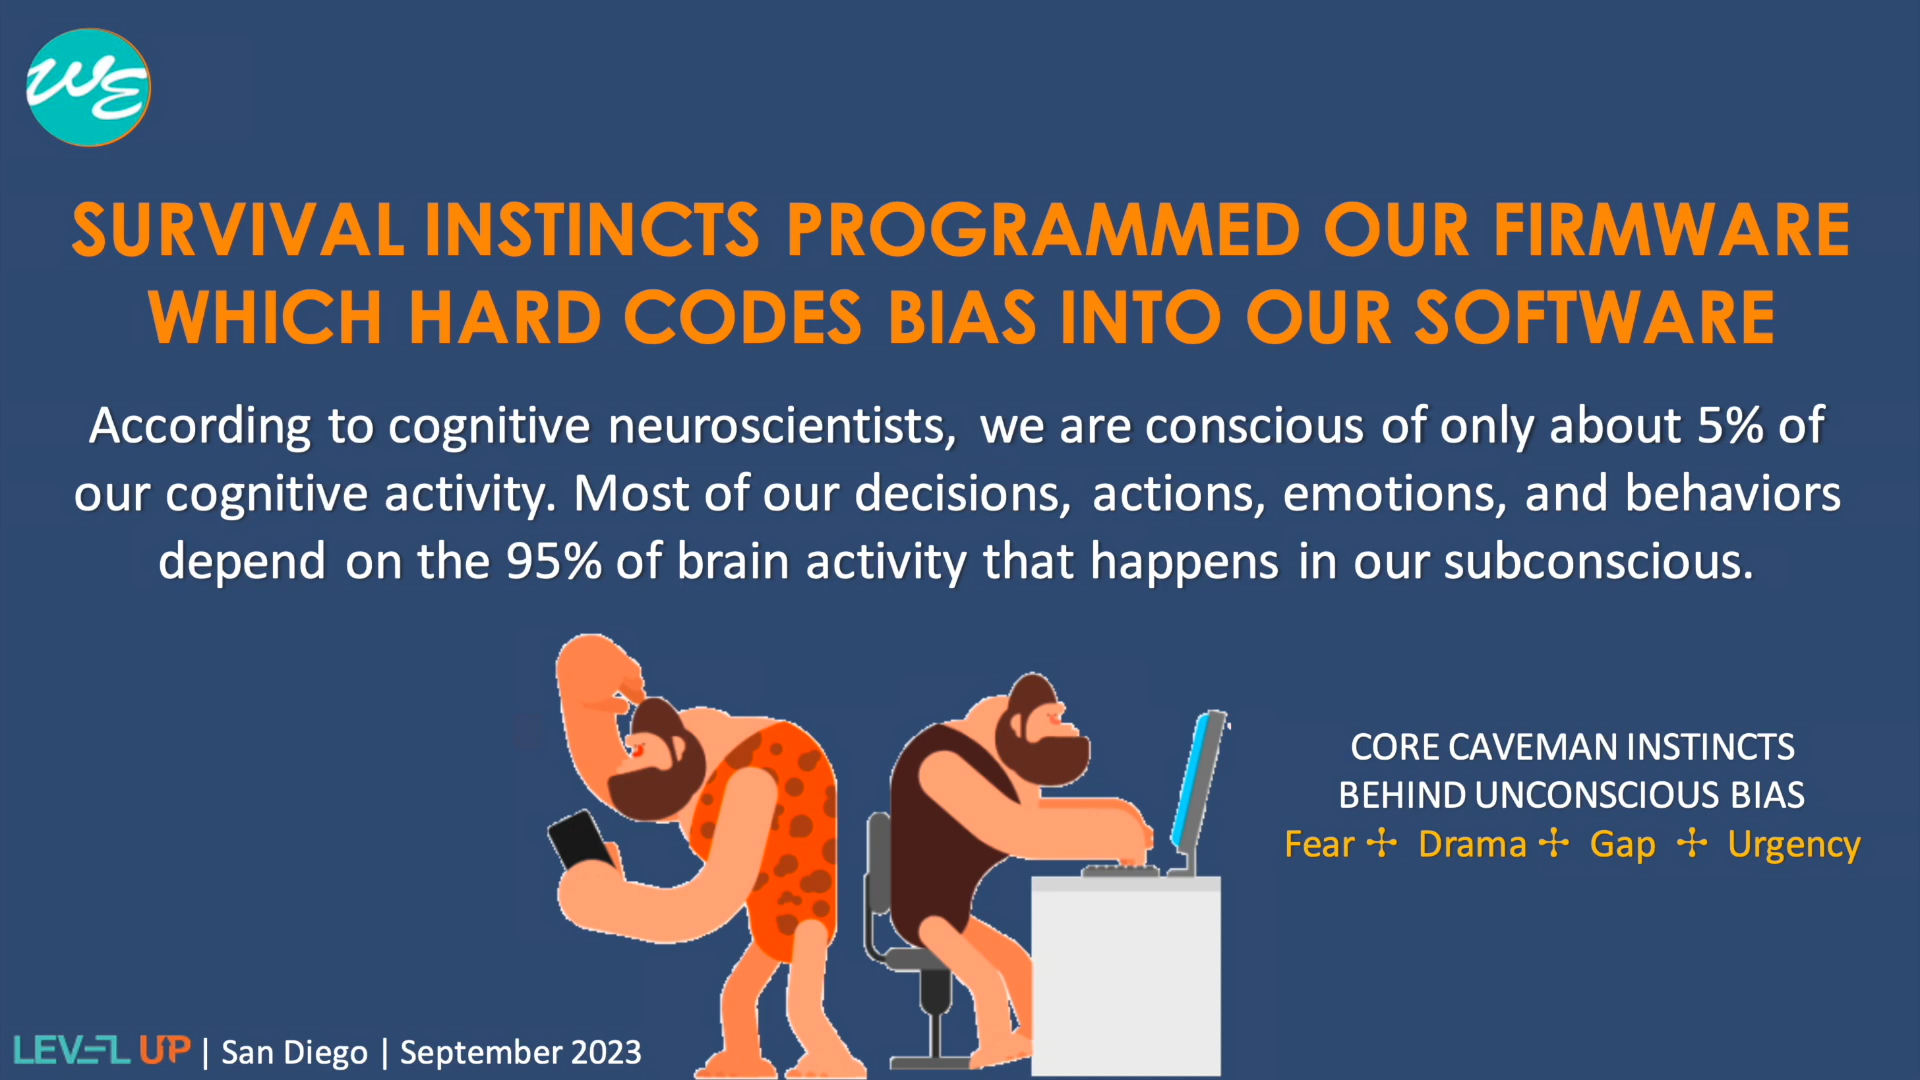 WE
SURVIVAL INSTINCTS PROGRAMMED OUR FIRMWARE
WHICH HARD CODES BIAS INTO OUR SOFTWARE
According to cognitive neuroscientists, we are conscious of only about 5% of
our cognitive activity. Most of our decisions, actions, emotions, and behaviors
depend on the 95% of brain activity that happens in our subconscious.
CORE CAVEMAN INSTINCTS
BEHIND UNCONSCIOUS BIAS
Fear ✢ Drama ✢ Gap ✢ Urgency
LEVEL UP | San Diego | September 2023